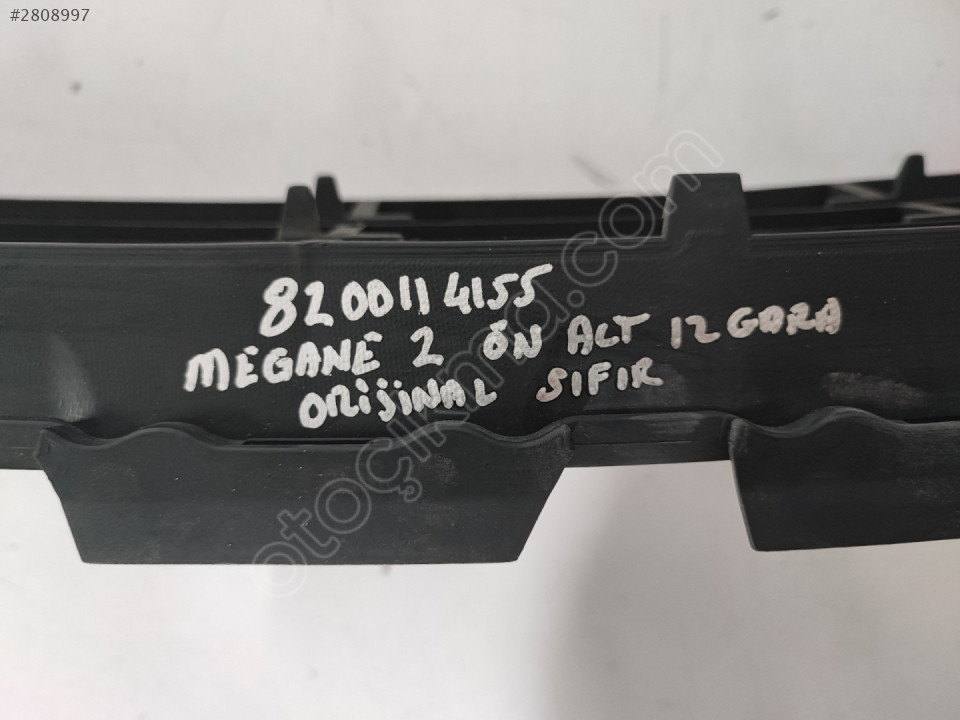 #2808997
8200114155
MEGANE 2 ÖN ALT IZGARA
ORİJİNAL SIFIR
otoçıkma.com